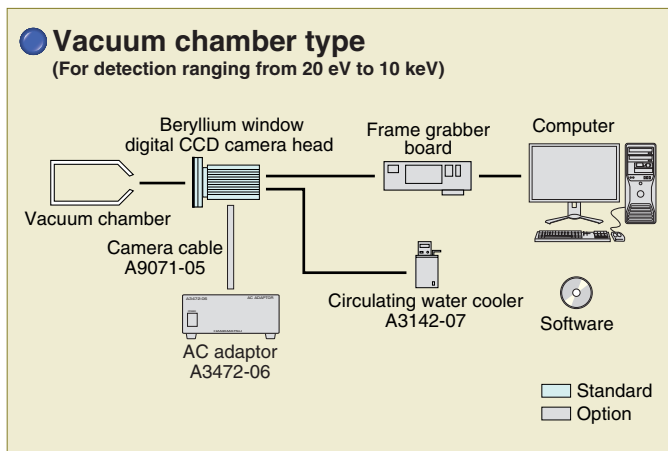 Vacuum chamber type
(For detection ranging from 20 eV to 10 keV)
Beryllium window
digital CCD camera head
Frame grabber
board
Computer
Vacuum chamber
Camera cable
A9071-05
Circulating water cooler
A3142-07
Software
AC ADAPTOR
AC adaptor
A3472-06
Standard
Option